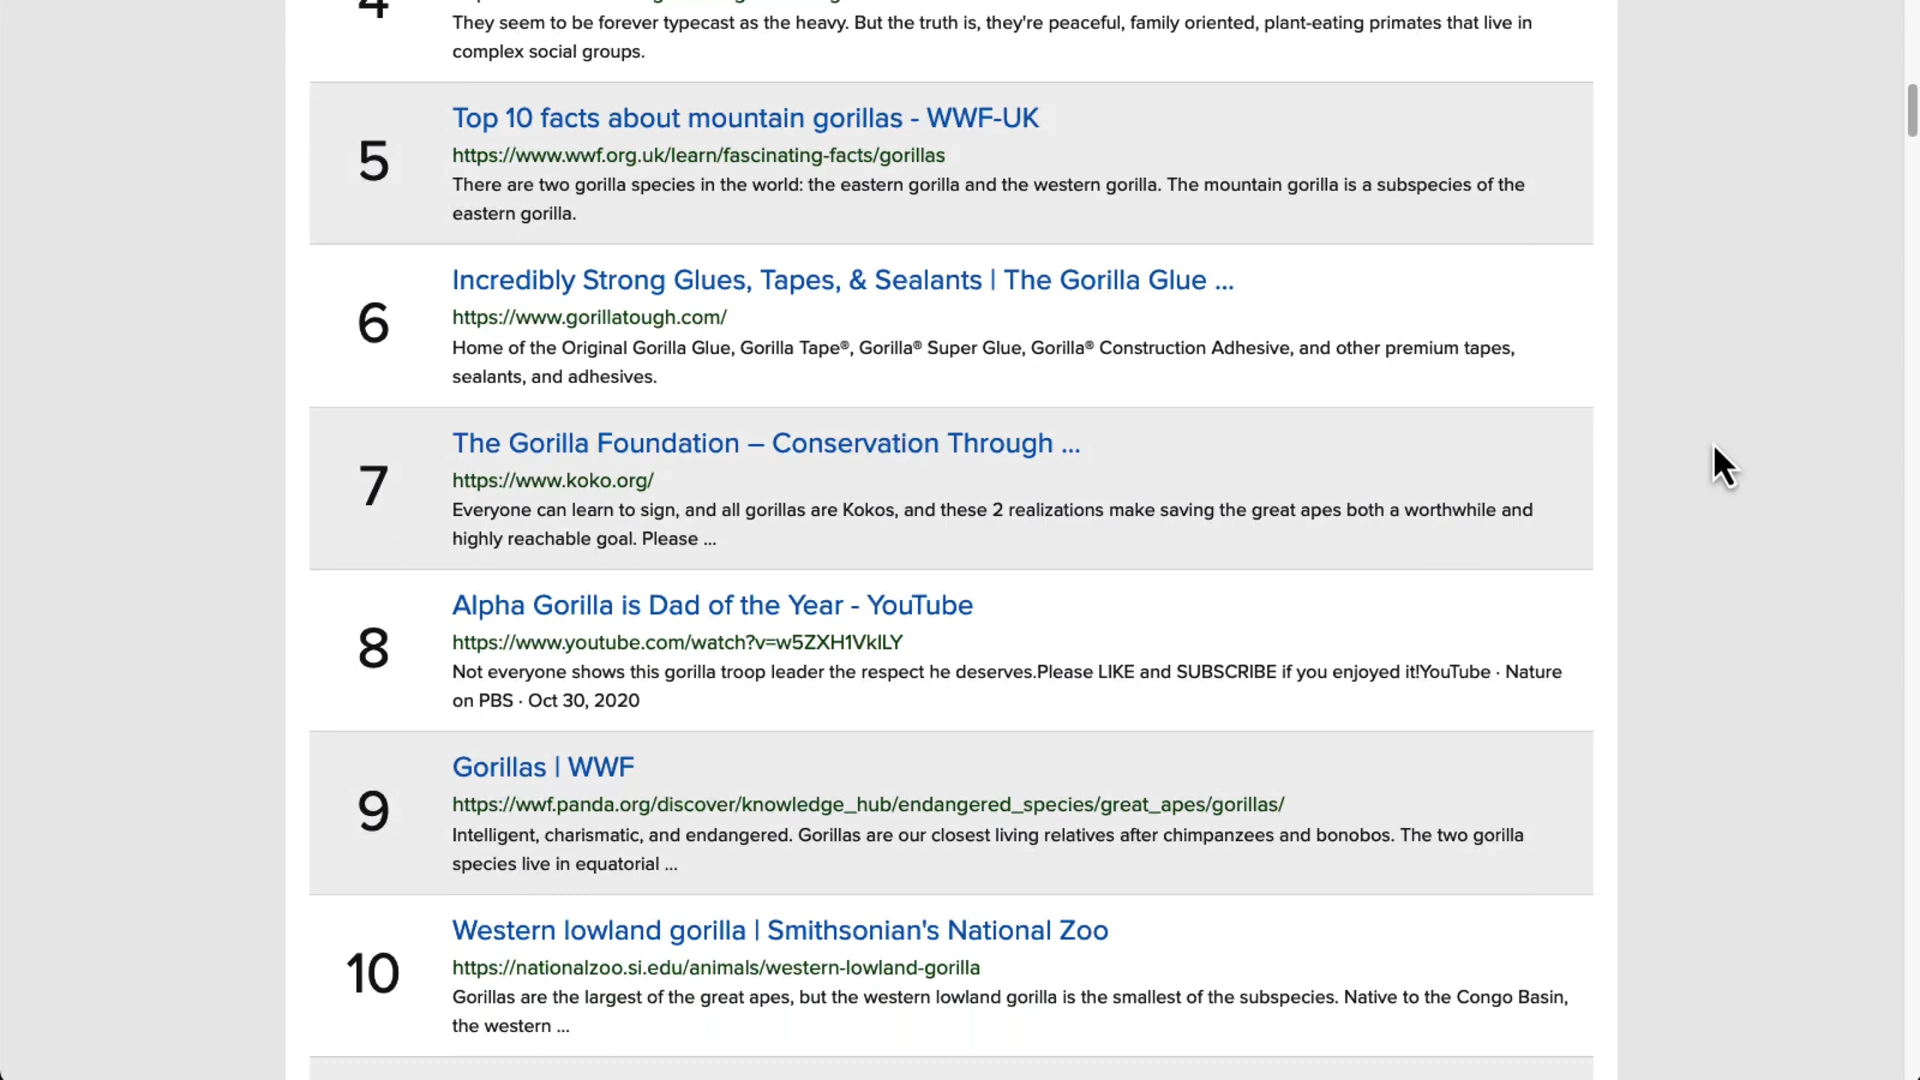 4
They seem to be forever typecast as the heavy. But the truth is, they're peaceful, family oriented, plant-eating primates that live in
complex social groups.
5
Top 10 facts about mountain gorillas - WWF-UK
https://www.wwf.org.uk/learn/fascinating-facts/gorillas
There are two gorilla species in the world: the eastern gorilla and the western gorilla. The mountain gorilla is a subspecies of the
eastern gorilla.
6
Incredibly Strong Glues, Tapes, & Sealants | The Gorilla Glue ...
https://www.gorillatough.com/
Home of the Original Gorilla Glue, Gorilla Tape®, Gorilla® Super Glue, Gorilla® Construction Adhesive, and other premium tapes,
sealants, and adhesives.
7
The Gorilla Foundation – Conservation Through ...
https://www.koko.org/
Everyone can learn to sign, and all gorillas are Kokos, and these 2 realizations make saving the great apes both a worthwhile and
highly reachable goal. Please ...
8
Alpha Gorilla is Dad of the Year - YouTube
https://www.youtube.com/watch?v=w5ZXH1VklLY
Not everyone shows this gorilla troop leader the respect he deserves.Please LIKE and SUBSCRIBE if you enjoyed it!YouTube · Nature
on PBS · Oct 30, 2020
9
Gorillas | WWF
https://wwf.panda.org/discover/knowledge_hub/endangered_species/great_apes/gorillas/
Intelligent, charismatic, and endangered. Gorillas are our closest living relatives after chimpanzees and bonobos. The two gorilla
species live in equatorial ...
10
Western lowland gorilla | Smithsonian's National Zoo
https://nationalzoo.si.edu/animals/western-lowland-gorilla
Gorillas are the largest of the great apes, but the western lowland gorilla is the smallest of the subspecies. Native to the Congo Basin,
the western ...